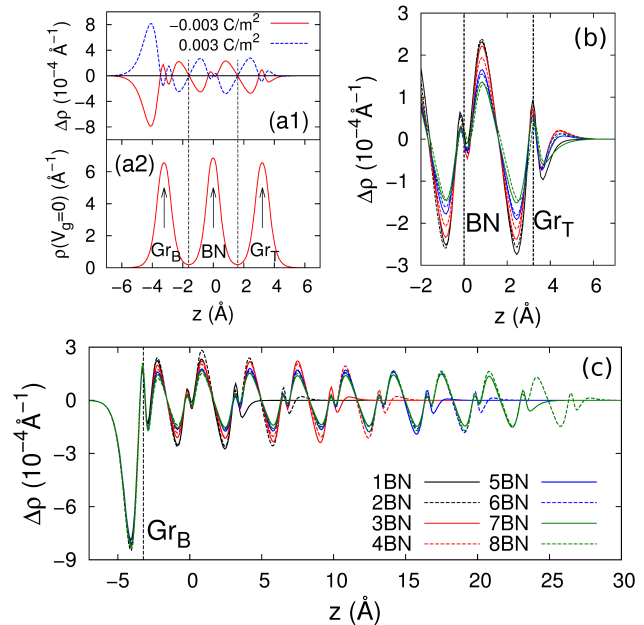 8
4
0
−4
−8
Δρ (10⁻⁴ Å⁻¹)
−0.003 C/m²
0.003 C/m²
(a1)
6
4
2
0
ρ(V_g=0) (Å⁻¹)
(a2)
Gr_B
BN
Gr_T
−6 −4 −2 0 2 4 6
z (Å)
3
2
1
0
−1
−2
−3
Δρ (10⁻⁴Å⁻¹)
(b)
BN
Gr_T
−2 0 2 4 6
z (Å)
3
0
−3
−6
−9
Δρ (10⁻⁴Å⁻¹)
(c)
Gr_B
1BN
2BN
3BN
4BN
5BN
6BN
7BN
8BN
−5 0 5 10 15 20 25 30
z (Å)